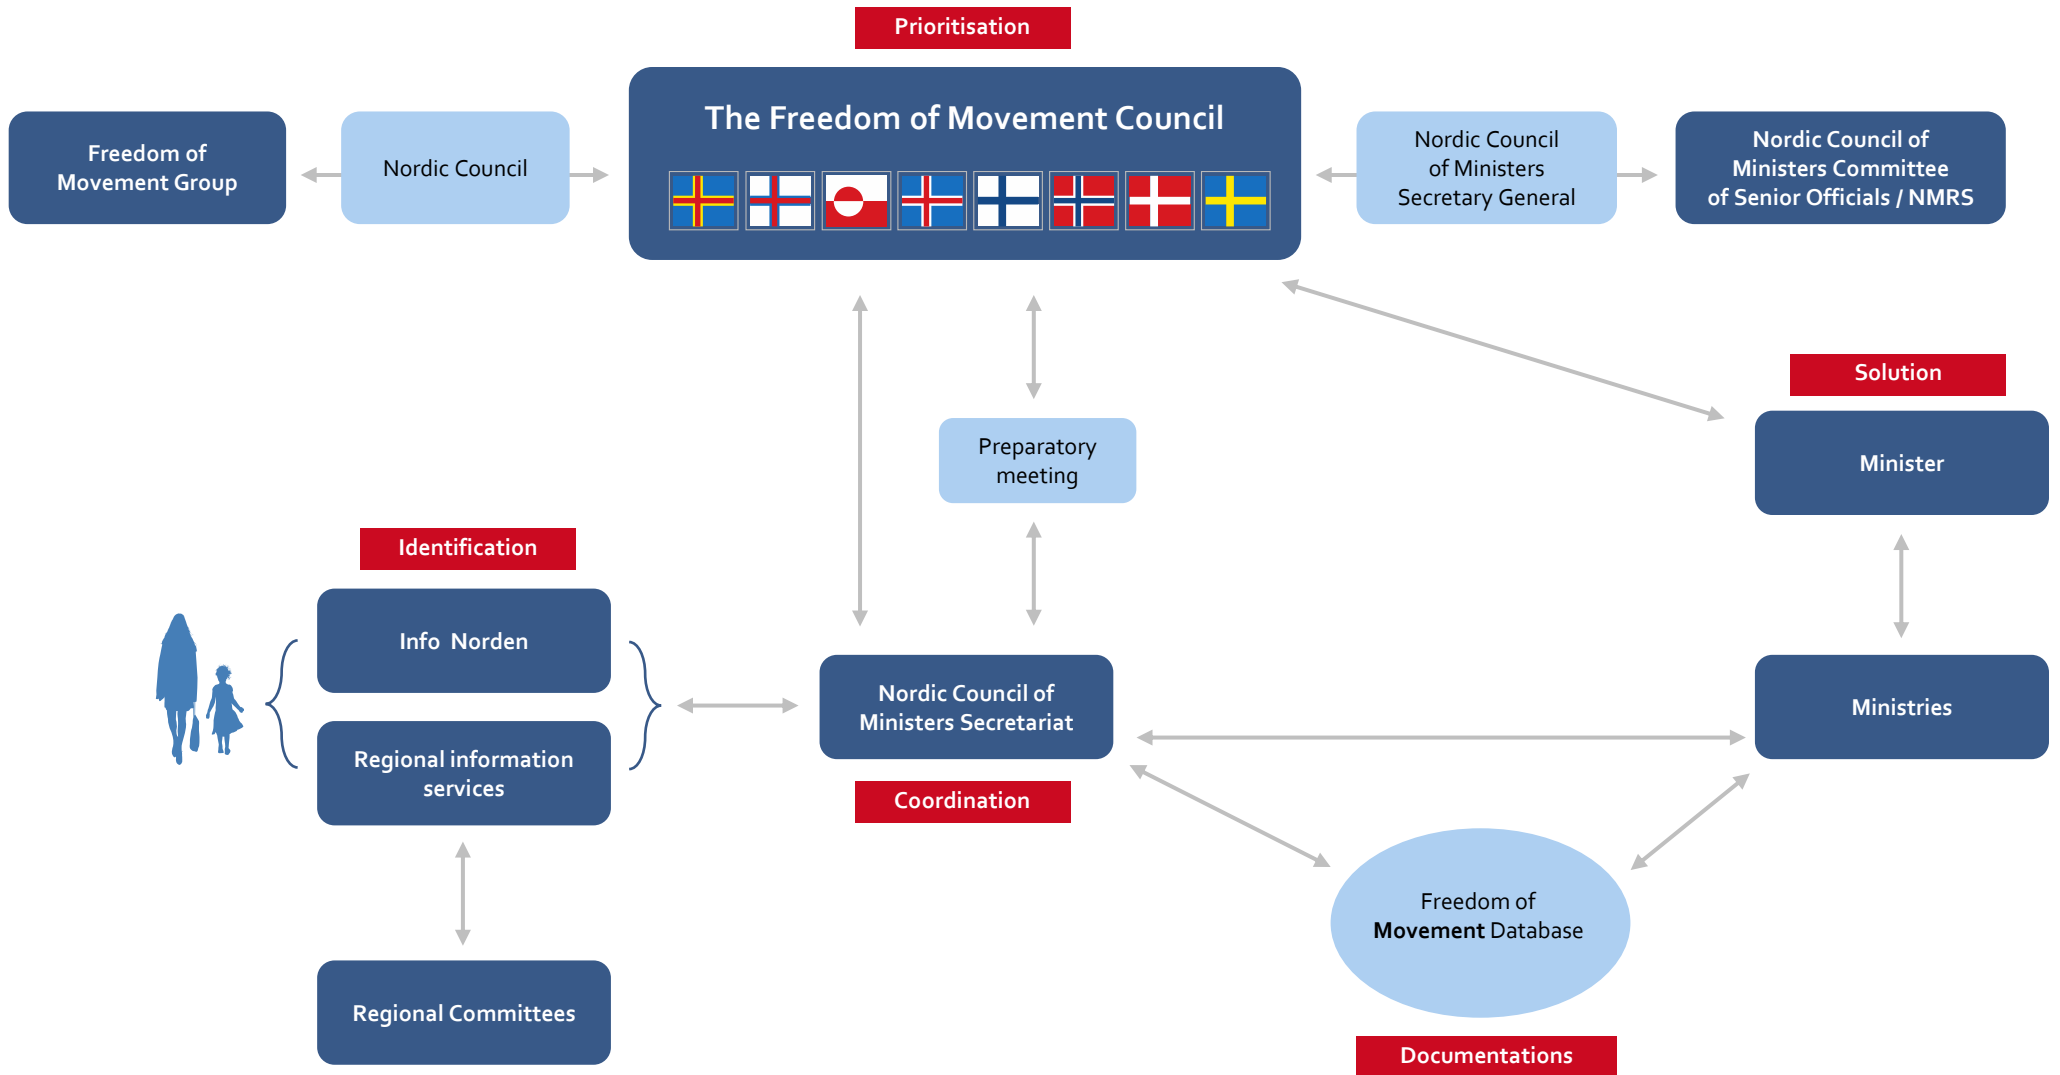 Prioritisation
The Freedom of Movement Council
Freedom of
Movement Group
Nordic Council
Nordic Council
of Ministers
Secretary General
Nordic Council of
Ministers Committee
of Senior Officials / NMRS
Solution
Minister
Preparatory
meeting
Identification
Info Norden
Regional information
services
Nordic Council of
Ministers Secretariat
Ministries
Coordination
Freedom of
Movement Database
Regional Committees
Documentations